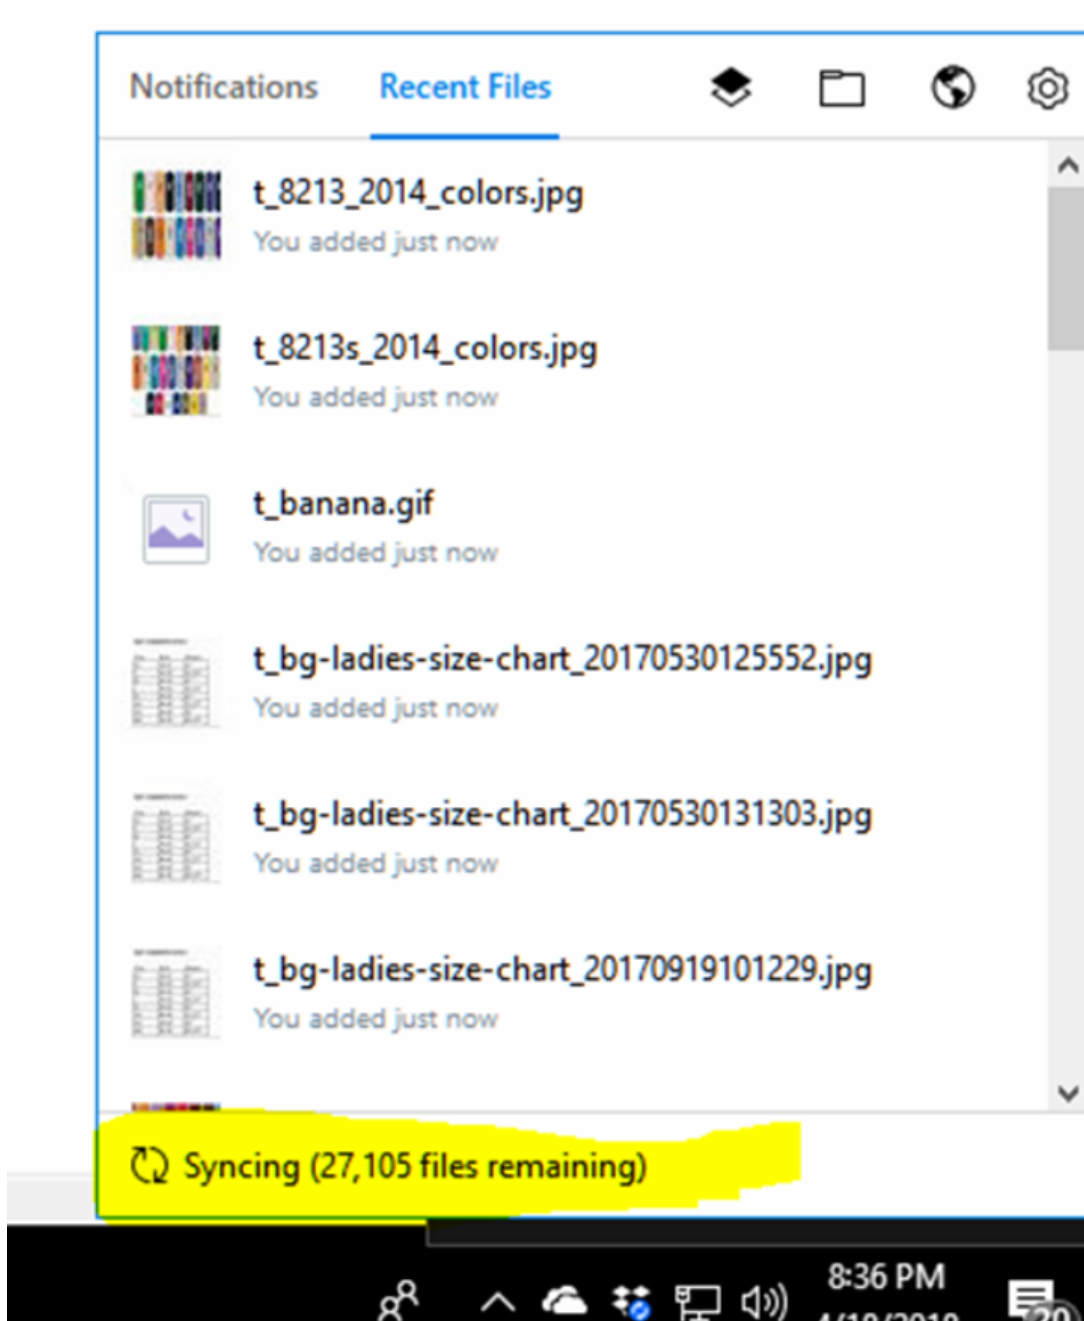 Notifications
Recent Files
t_8213_2014_colors.jpg
You added just now
t_8213s_2014_colors.jpg
You added just now
t_banana.gif
You added just now
t_bg-ladies-size-chart_20170530125552.jpg
You added just now
t_bg-ladies-size-chart_20170530131303.jpg
You added just now
t_bg-ladies-size-chart_20170919101229.jpg
You added just now
Syncing (27,105 files remaining)
8:36 PM
20